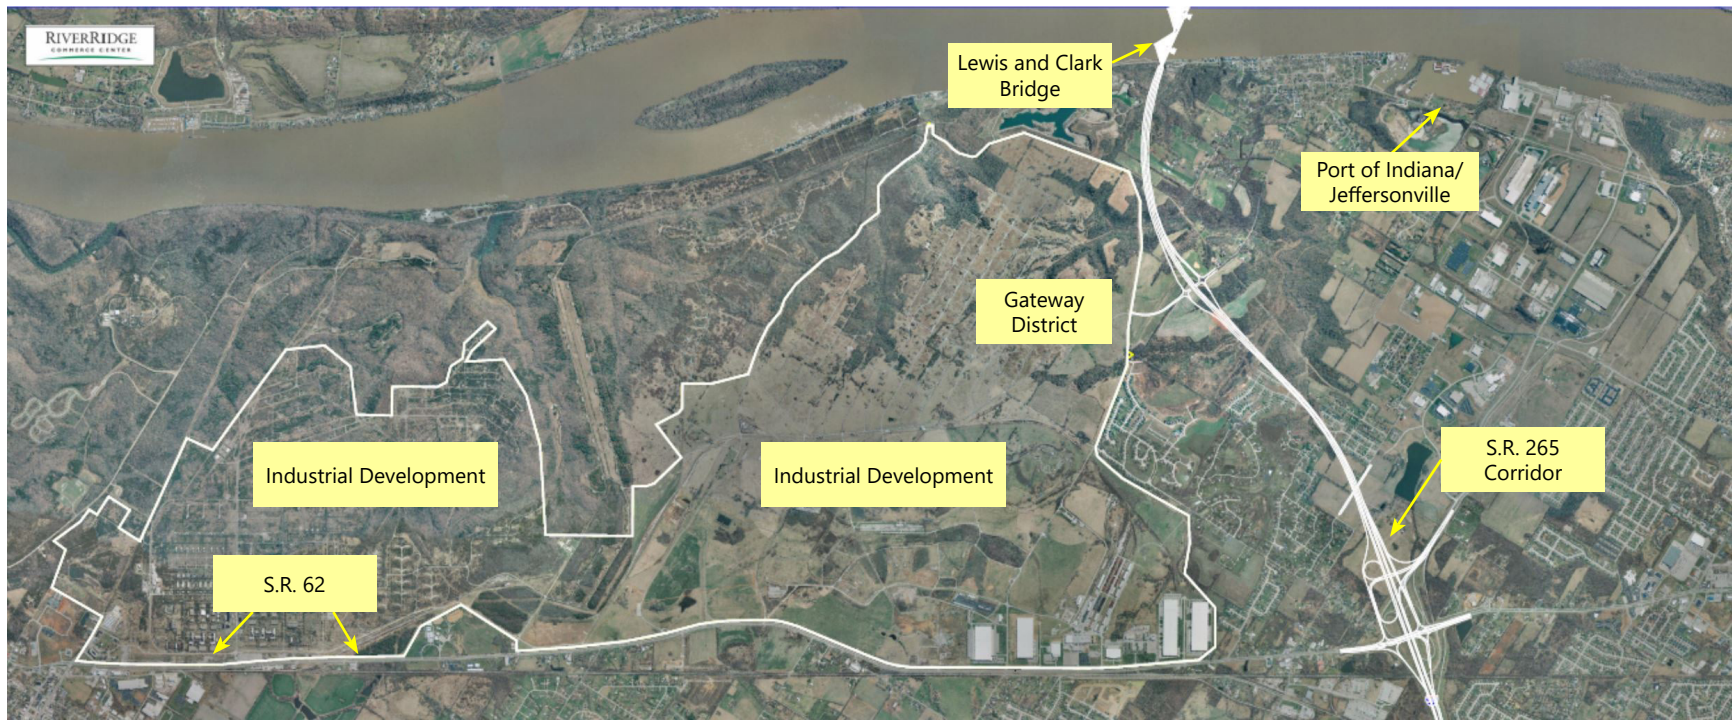 RIVERRIDGE
COMMERCE CENTER
Lewis and Clark
Bridge
Port of Indiana/
Jeffersonville
Gateway
District
Industrial Development
Industrial Development
S.R. 265
Corridor
S.R. 62